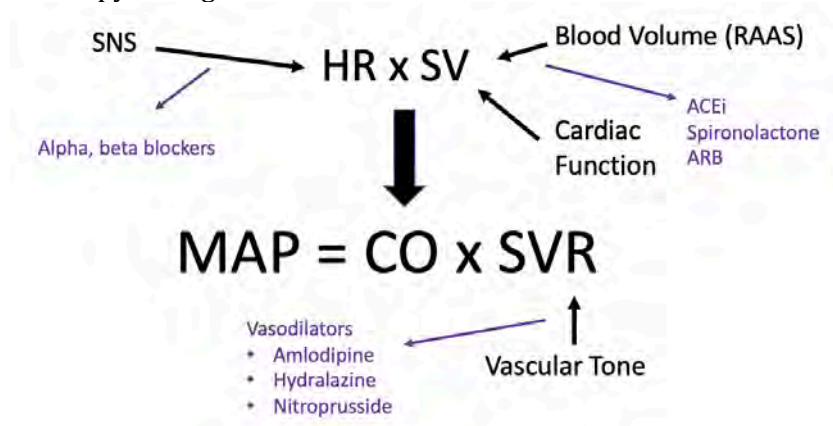 SNS
HR x SV
Blood Volume (RAAS)
Alpha, beta blockers
Cardiac
Function
ACEi
Spironolactone
ARB
MAP = CO x SVR
Vasodilators
• Amlodipine
• Hydralazine
• Nitroprusside
Vascular Tone